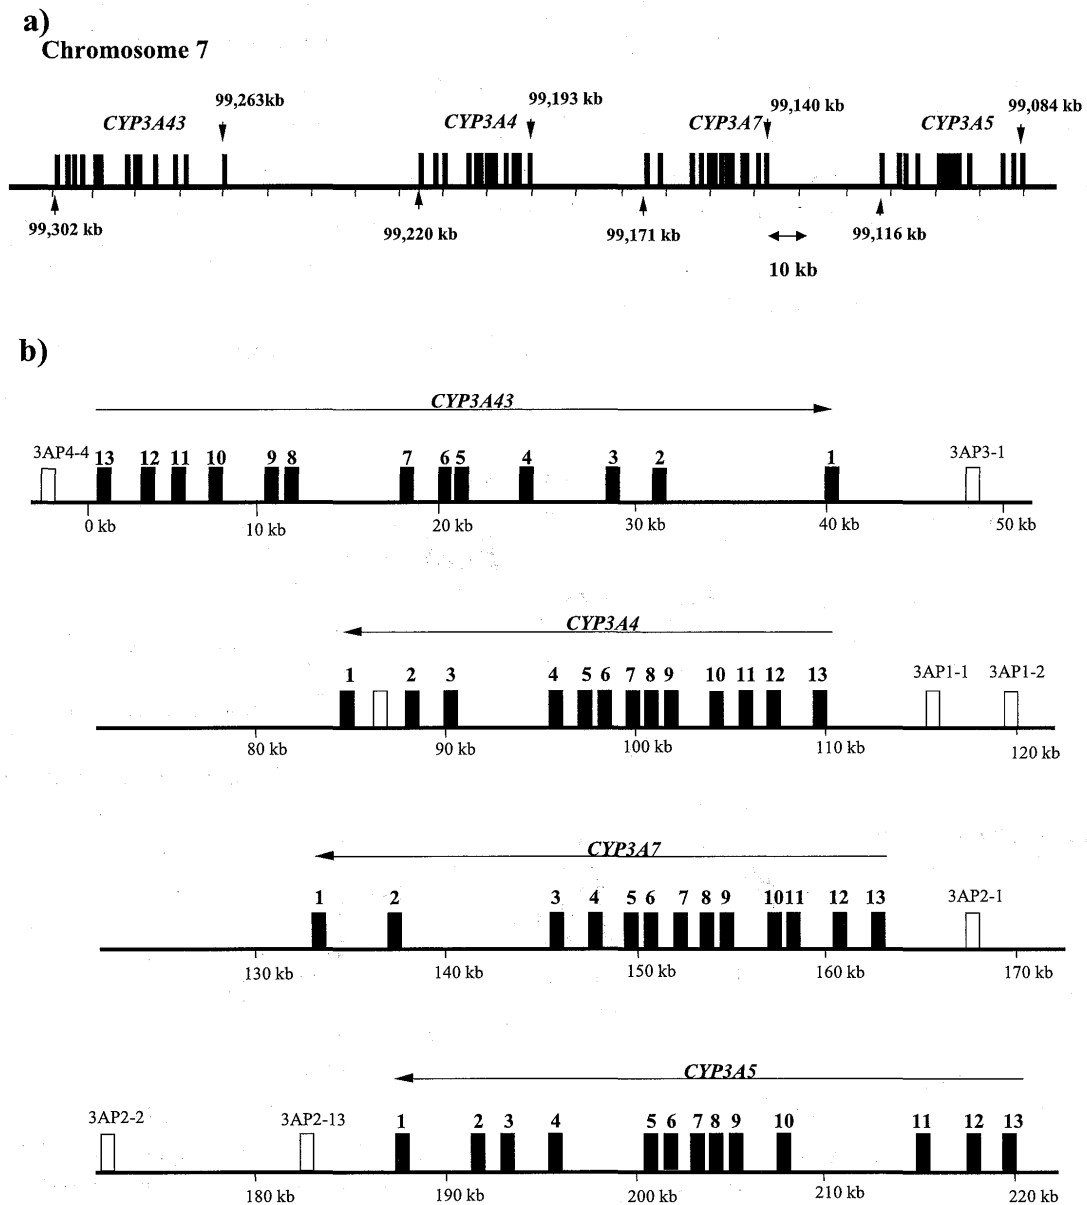 a)
Chromosome 7
99,263kb
99,193 kb
99,140 kb
99,084 kb
CYP3A43
CYP3A4
CYP3A7
CYP3A5
99,302 kb
99,220 kb
99,171 kb
99,116 kb
10 kb
b)
CYP3A43
3AP4-4 13 12 11 10 9 8 7 6 5 4 3 2 1 3AP3-1
0 kb 10 kb 20 kb 30 kb 40 kb 50 kb
CYP3A4
1 2 3 4 5 6 7 8 9 10 11 12 13 3AP1-1 3AP1-2
80 kb 90 kb 100 kb 110 kb 120 kb
CYP3A7
1 2 3 4 5 6 7 8 9 10 11 12 13 3AP2-1
130 kb 140 kb 150 kb 160 kb 170 kb
CYP3A5
3AP2-2 3AP2-13 1 2 3 4 5 6 7 8 9 10 11 12 13
180 kb 190 kb 200 kb 210 kb 220 kb